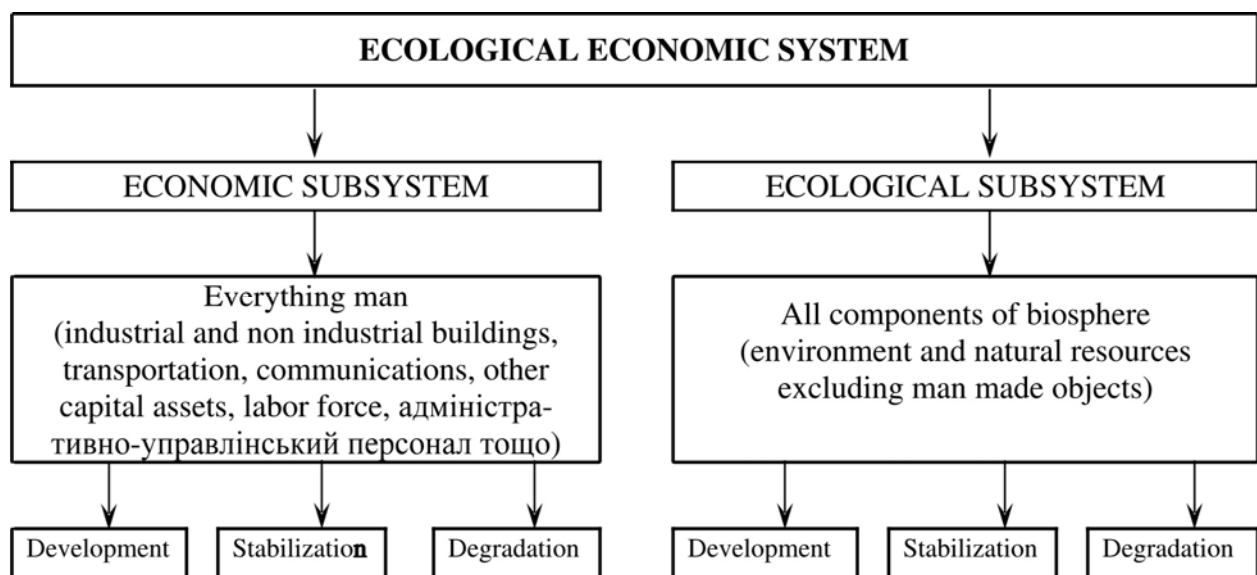 ECOLOGICAL ECONOMIC SYSTEM
ECONOMIC SUBSYSTEM
ECOLOGICAL SUBSYSTEM
Everything man
(industrial and non industrial buildings,
transportation, communications, other
capital assets, labor force, адміністра-
тивно-управлінський персонал тощо)
All components of biosphere
(environment and natural resources
excluding man made objects)
Development
Stabilization
Degradation
Development
Stabilization
Degradation